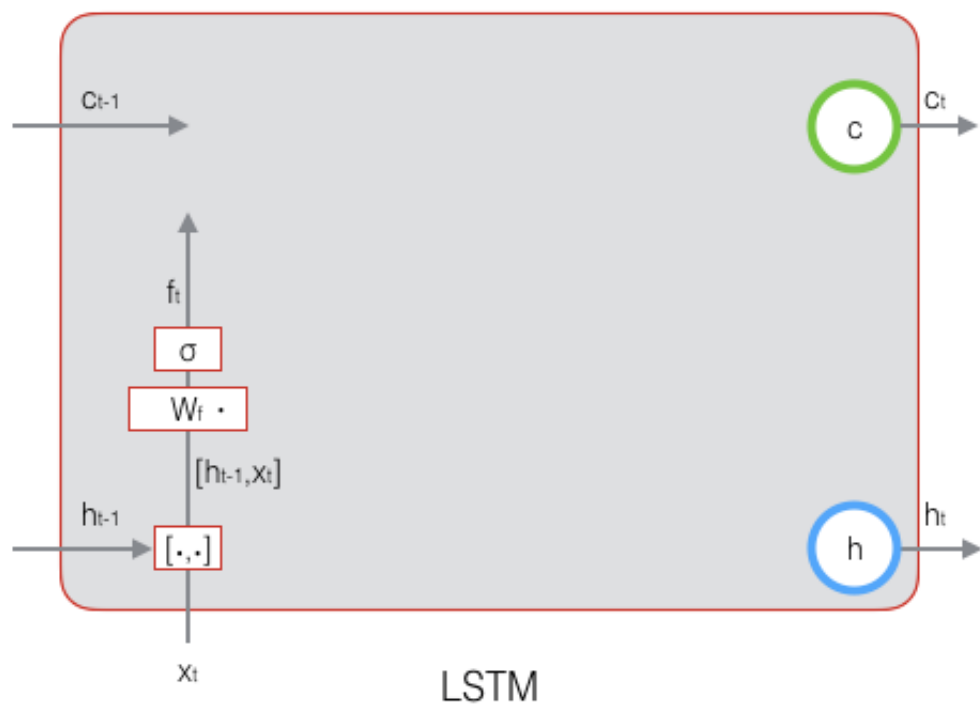 Ct-1
Ct
c
ft
σ
Wf ·
[ht-1,xt]
ht-1
[·,·]
h
ht
xt
LSTM